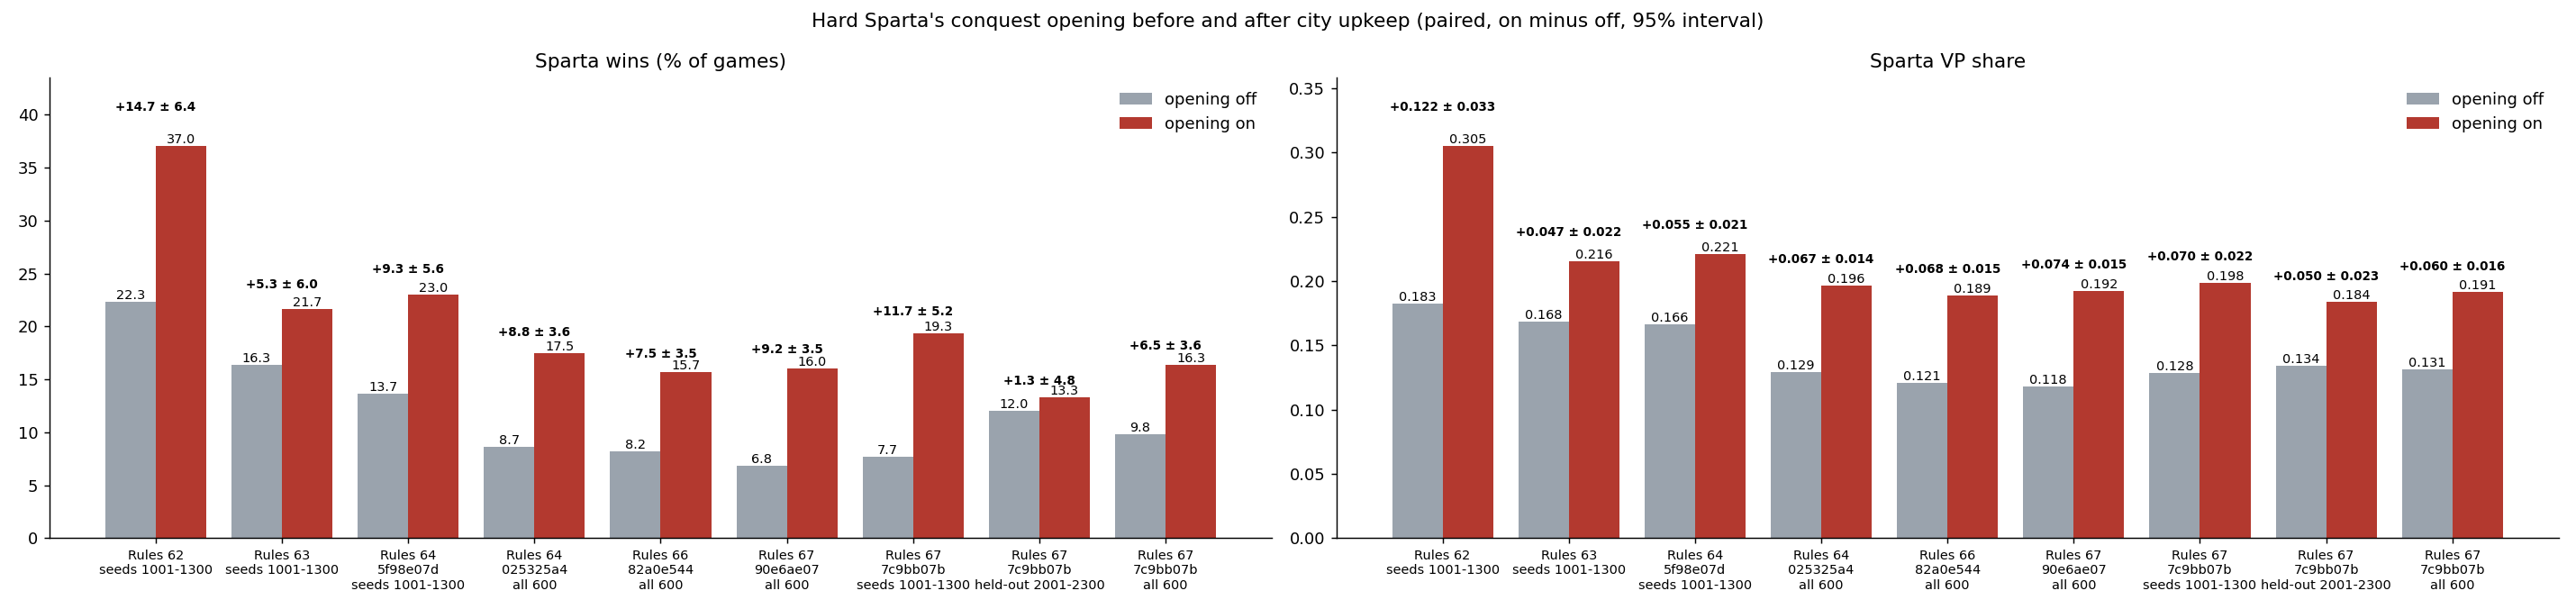 Hard Sparta's conquest opening before and after city upkeep (paired, on minus off, 95% interval)
Sparta wins (% of games)
opening off
opening on
40
35
30
25
20
15
10
5
0
+14.7 ± 6.4
22.3
37.0
+5.3 ± 6.0
16.3
21.7
+9.3 ± 5.6
13.7
23.0
+8.8 ± 3.6
8.7
17.5
+7.5 ± 3.5
8.2
15.7
+9.2 ± 3.5
6.8
16.0
+11.7 ± 5.2
7.7
19.3
+1.3 ± 4.8
12.0
13.3
+6.5 ± 3.6
9.8
16.3
Rules 62
seeds 1001-1300
Rules 63
seeds 1001-1300
Rules 64
5f98e07d
seeds 1001-1300
Rules 64
025325a4
all 600
Rules 66
82a0e544
all 600
Rules 67
90e6ae07
all 600
Rules 67
7c9bb07b
seeds 1001-1300
Rules 67
7c9bb07b
held-out 2001-2300
Rules 67
7c9bb07b
all 600
Sparta VP share
opening off
opening on
0.35
0.30
0.25
0.20
0.15
0.10
0.05
0.00
+0.122 ± 0.033
0.183
0.305
+0.047 ± 0.022
0.168
0.216
+0.055 ± 0.021
0.166
0.221
+0.067 ± 0.014
0.129
0.196
+0.068 ± 0.015
0.121
0.189
+0.074 ± 0.015
0.118
0.192
+0.070 ± 0.022
0.128
0.198
+0.050 ± 0.023
0.134
0.184
+0.060 ± 0.016
0.131
0.191
Rules 62
seeds 1001-1300
Rules 63
seeds 1001-1300
Rules 64
5f98e07d
seeds 1001-1300
Rules 64
025325a4
all 600
Rules 66
82a0e544
all 600
Rules 67
90e6ae07
all 600
Rules 67
7c9bb07b
seeds 1001-1300
Rules 67
7c9bb07b
held-out 2001-2300
Rules 67
7c9bb07b
all 600